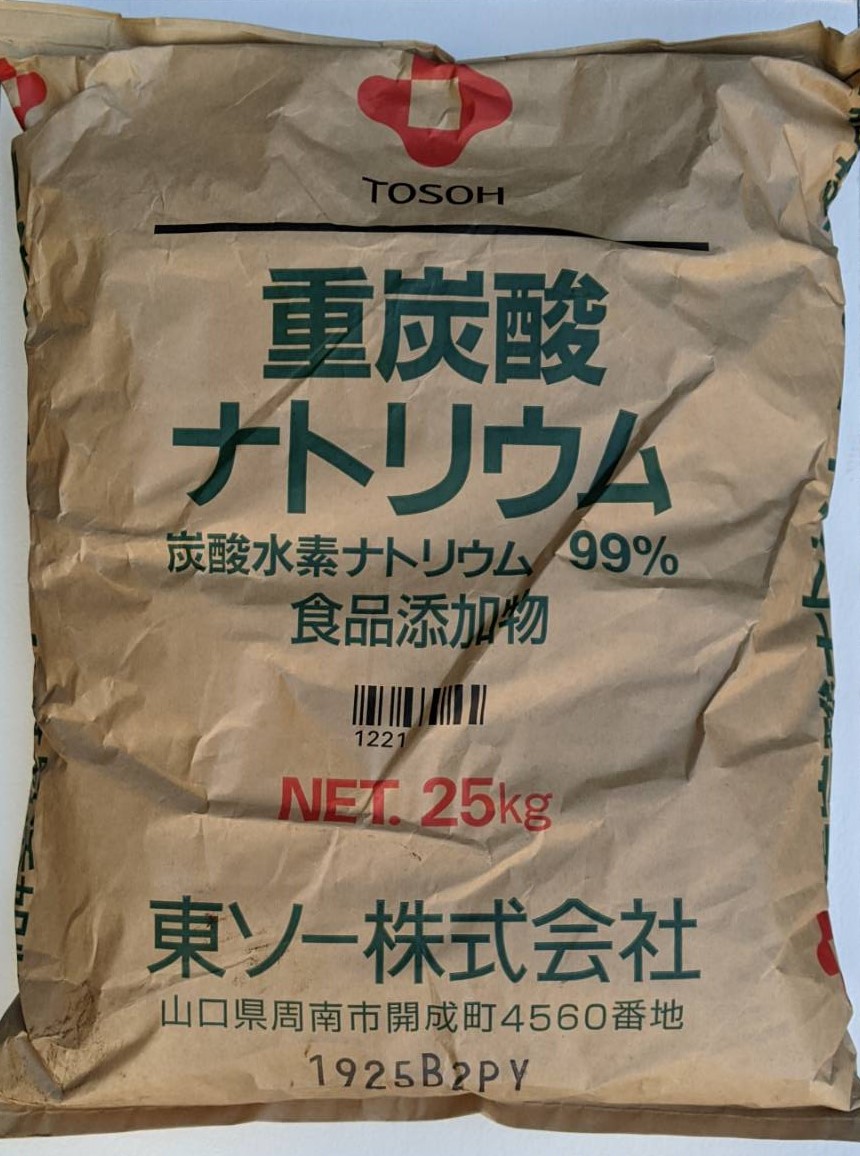 TOSOH
重炭酸
ナトリウム
炭酸水素ナトリウム 99%
食品添加物
1221
NET. 25kg
東ソー株式会社
山口県周南市開成町4560番地
1925B2PY